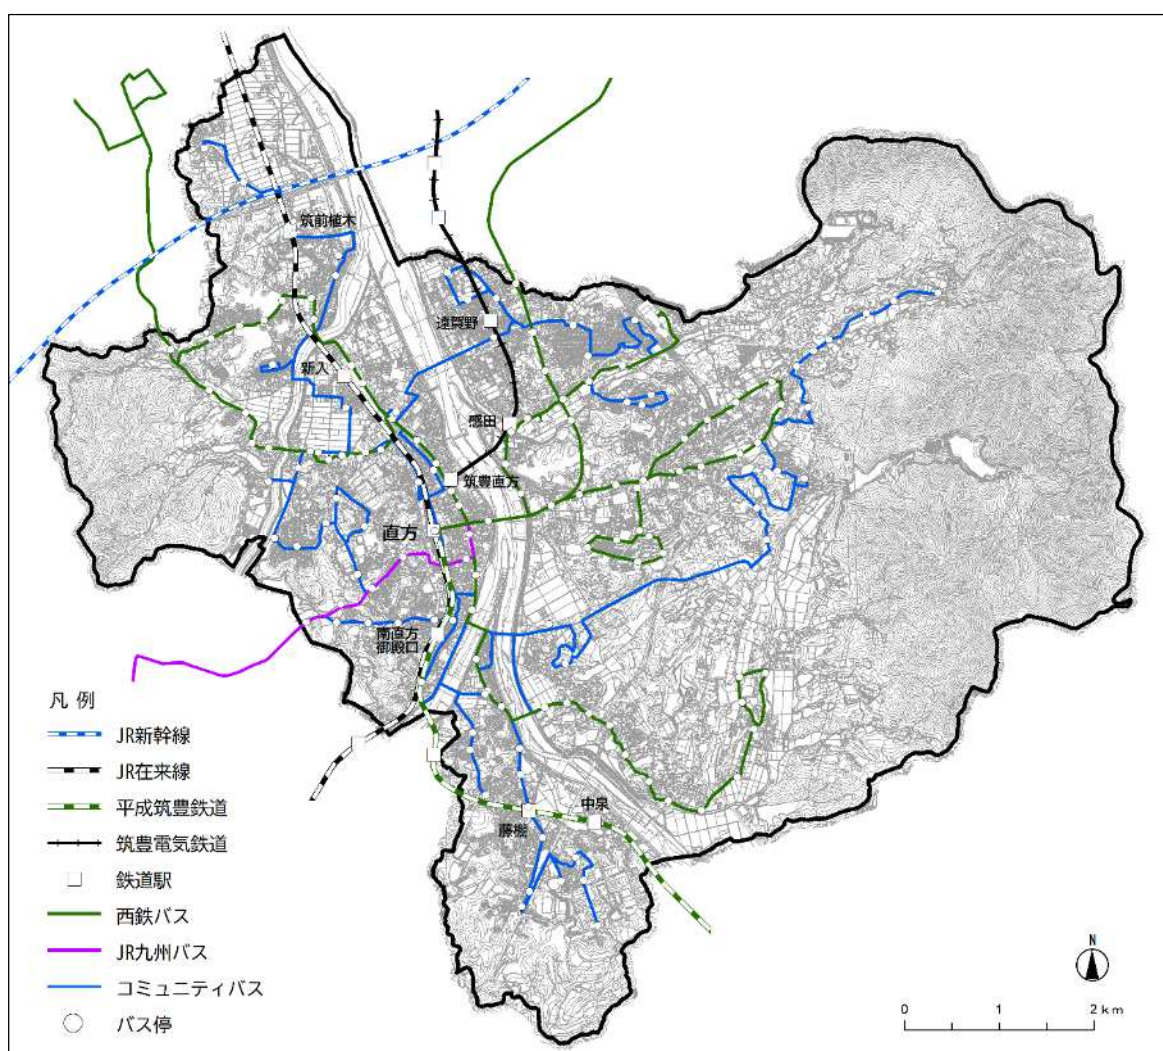 筑前植木
遠賀野
新入
感田
筑豊直方
直方
南直方
御殿口
中泉
藤棚
凡 例
JR新幹線
JR在来線
平成筑豊鉄道
筑豊電気鉄道
鉄道駅
西鉄バス
JR九州バス
コミュニティバス
バス停
N
0 1 2 km